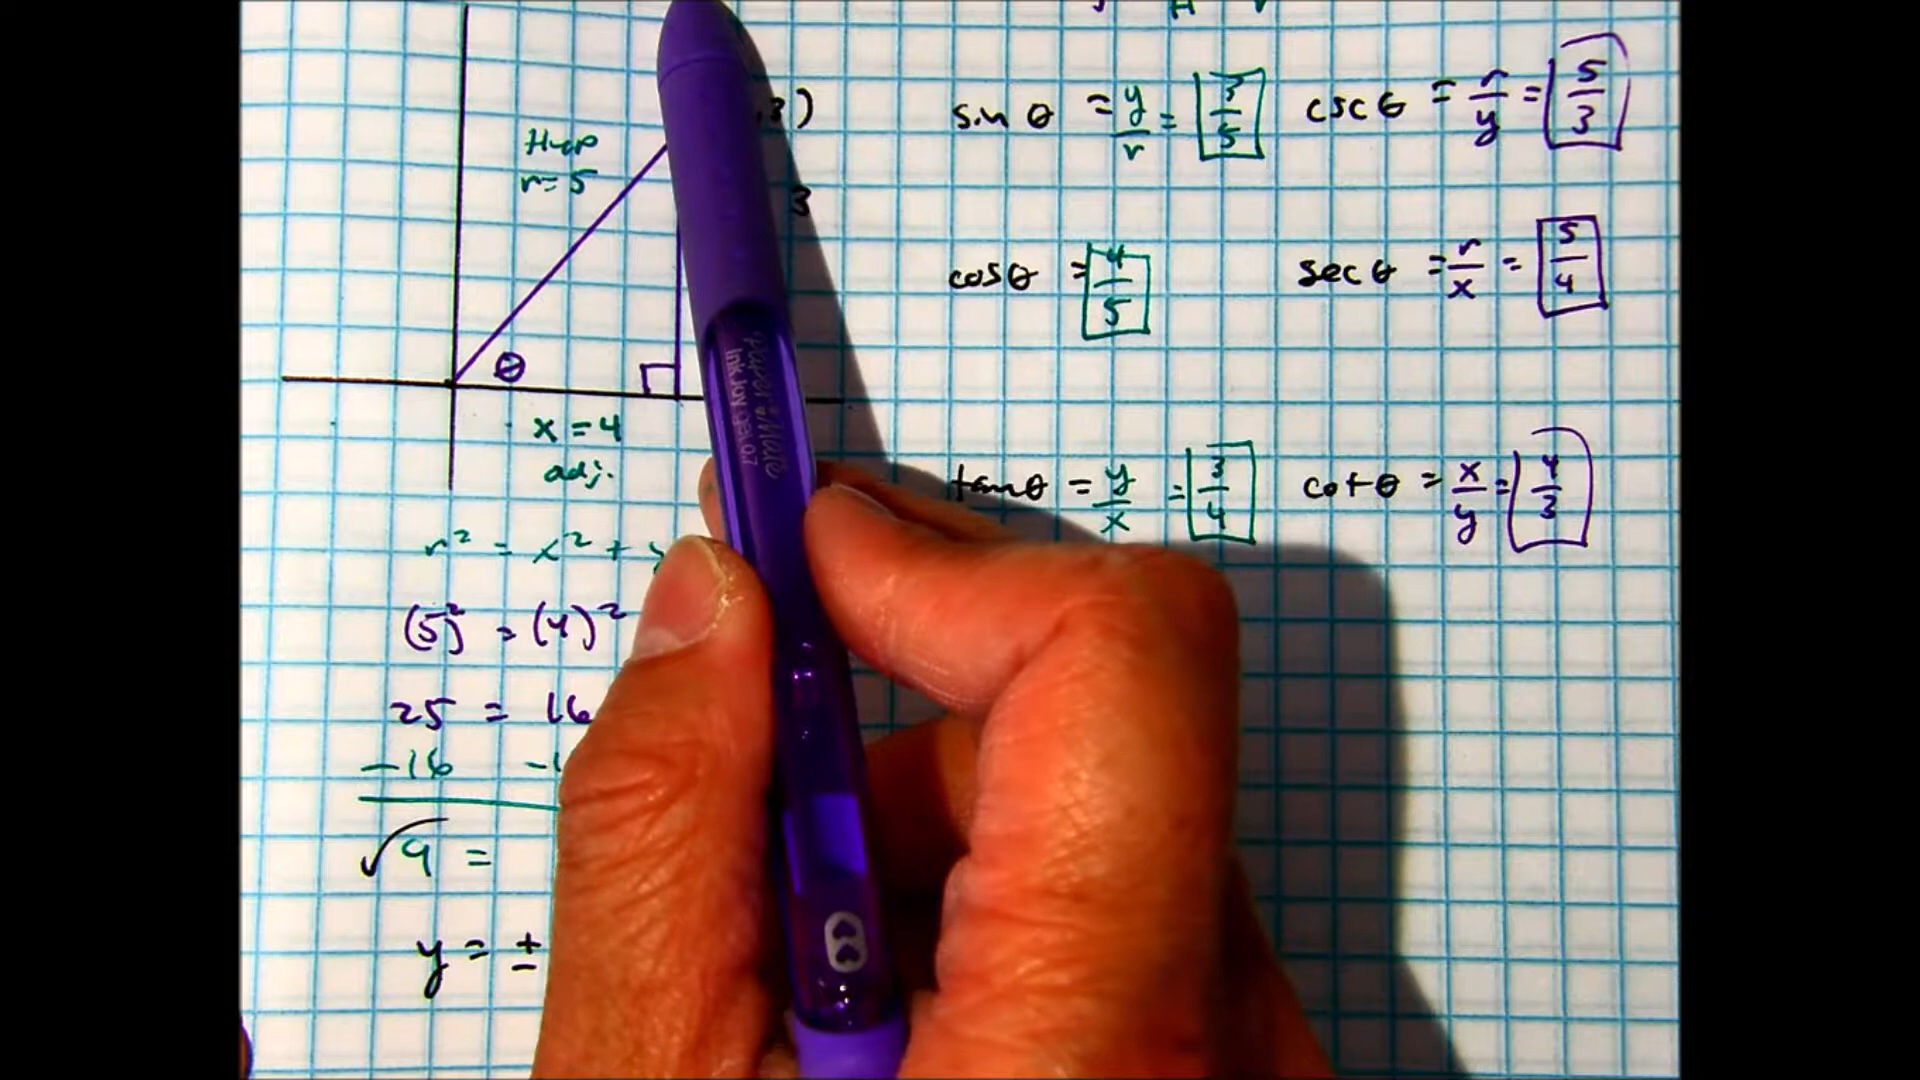 ,3)
Hyp
r = 5
3
θ
x = 4
adj.
r² = x² +
(5)² = (4)²
25 = 16
-16 -1
√9 =
y = ±
sin θ = y/r = 3/5
csc θ = r/y = 5/3
cos θ = 4/5
sec θ = r/x = 5/4
tan θ = y/x = 3/4
cot θ = x/y = 4/3
paper:mate
InkJoy gel 0.7